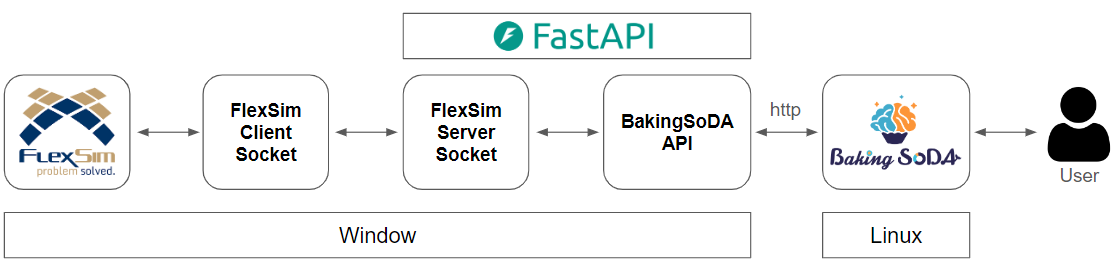 FastAPI
FlexSim
problem solved.
FlexSim
Client
Socket
FlexSim
Server
Socket
BakingSoDA
API
http
Baking SoDA
User
Window
Linux